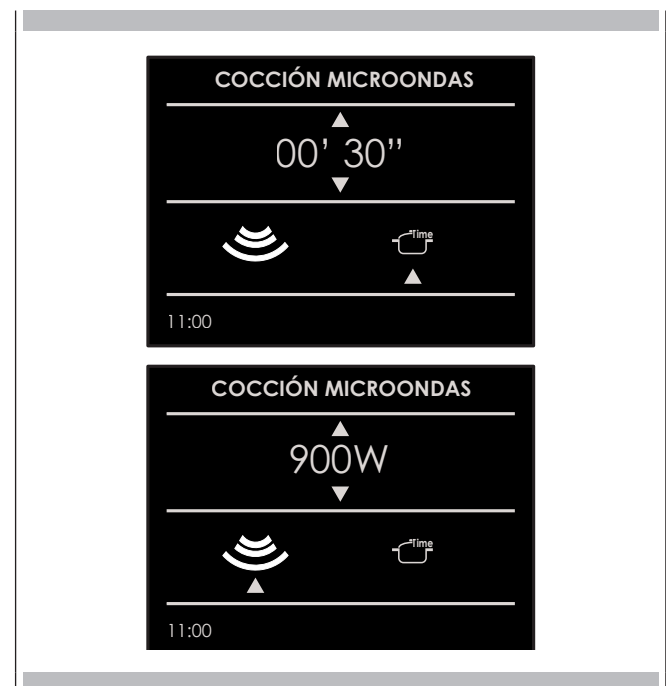 COCCIÓN MICROONDAS
00’ 30’’
Time
11:00
COCCIÓN MICROONDAS
900W
Time
11:00